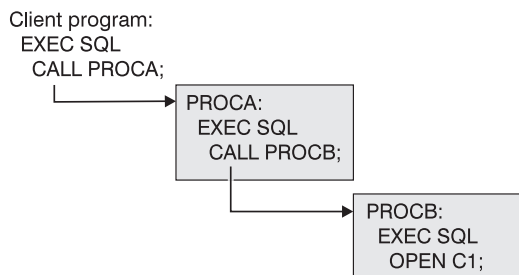 Client program:
EXEC SQL
CALL PROCA;
PROCA:
EXEC SQL
CALL PROCB;
PROCB:
EXEC SQL
OPEN C1;